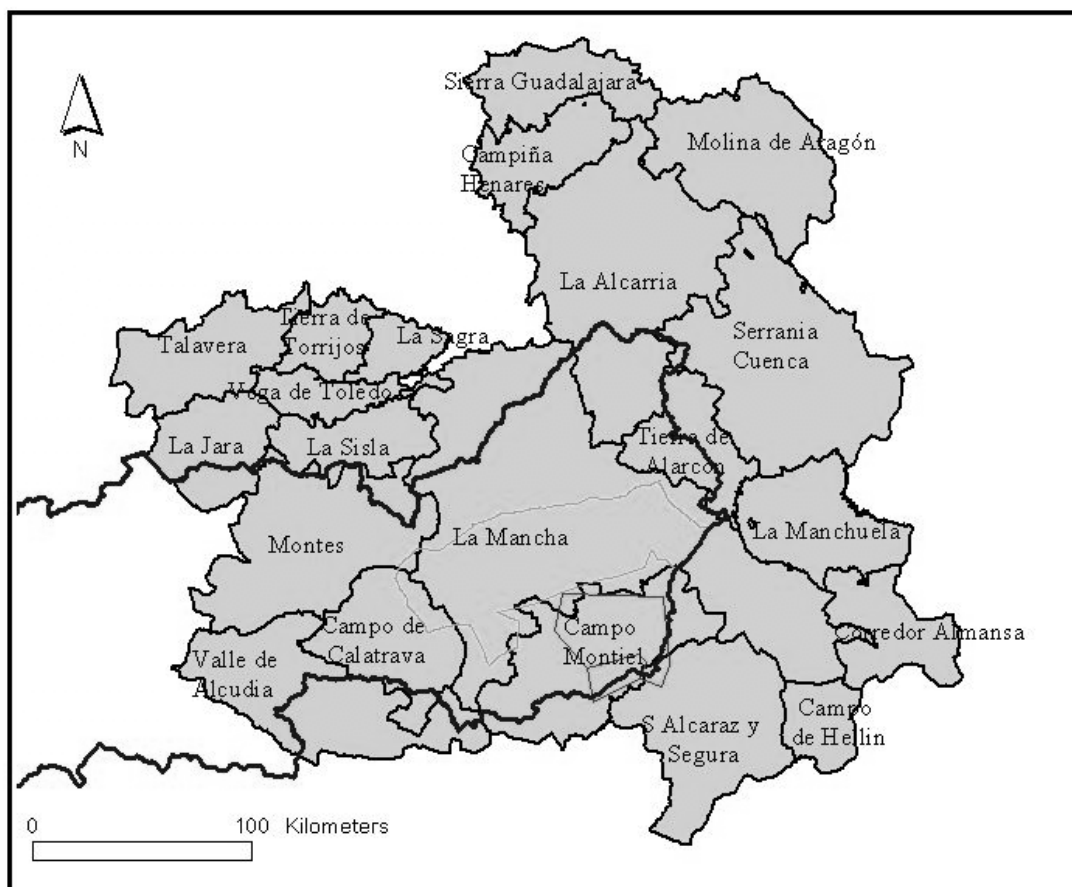 Sierra Guadalajara
Molina de Aragón
Campiña
Henares
N
La Alcarria
Tierra de
Torrijos
La Sagra
Talavera
Serrania
Cuenca
Vega de Toledo
La Jara
La Sisla
Tierra de
Alarcón
Montes
La Mancha
La Manchuela
Campo de
Calatrava
Campo
Montiel
Corredor Almansa
Valle de
Alcudia
S Alcaraz y
Segura
Campo
de Hellin
0 100 Kilometers